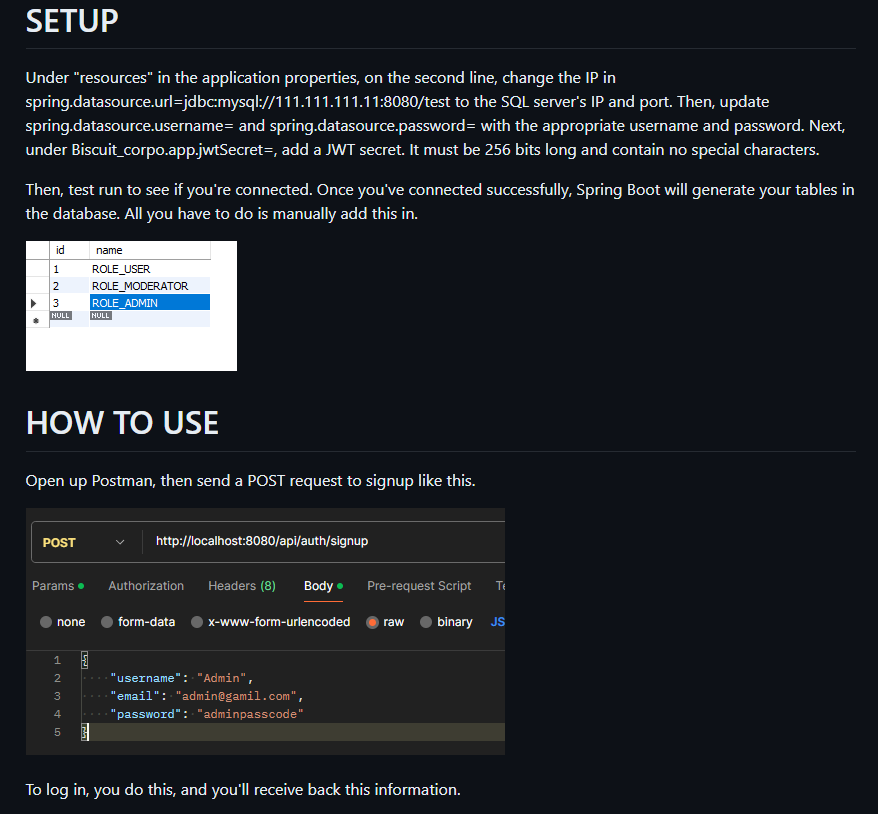 SETUP
Under "resources" in the application properties, on the second line, change the IP in
spring.datasource.url=jdbc:mysql://111.111.111.11:8080/test to the SQL server's IP and port. Then, update
spring.datasource.username= and spring.datasource.password= with the appropriate username and password. Next,
under Biscuit_corpo.app.jwtSecret=, add a JWT secret. It must be 256 bits long and contain no special characters.
Then, test run to see if you're connected. Once you've connected successfully, Spring Boot will generate your tables in
the database. All you have to do is manually add this in.
id name
1 ROLE_USER
2 ROLE_MODERATOR
3 ROLE_ADMIN
NULL NULL
HOW TO USE
Open up Postman, then send a POST request to signup like this.
POST http://localhost:8080/api/auth/signup
Params Authorization Headers (8) Body Pre-request Script Te
none form-data x-www-form-urlencoded raw binary JS
1 {
2 "username": "Admin",
3 "email": "admin@gamil.com",
4 "password": "adminpasscode"
5 }
To log in, you do this, and you'll receive back this information.